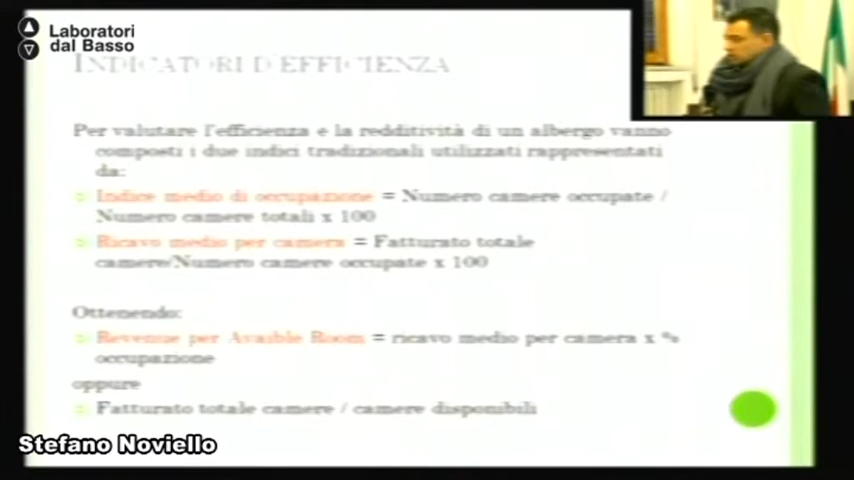 Laboratori
dal Basso
INDICATORI D'EFFICIENZA
Per valutare l'efficienza e la redditività di un albergo vanno
composti i due indici tradizionali utilizzati rappresentati
da:
Indice medio di occupazione = Numero camere occupate /
Numero camere totali x 100
Ricavo medio per camera = Fatturato totale
camere/Numero camere occupate x 100
Ottenendo:
Revenue per Avaible Room = ricavo medio per camera x %
occupazione
oppure
Fatturato totale camere / camere disponibili
Stefano Noviello